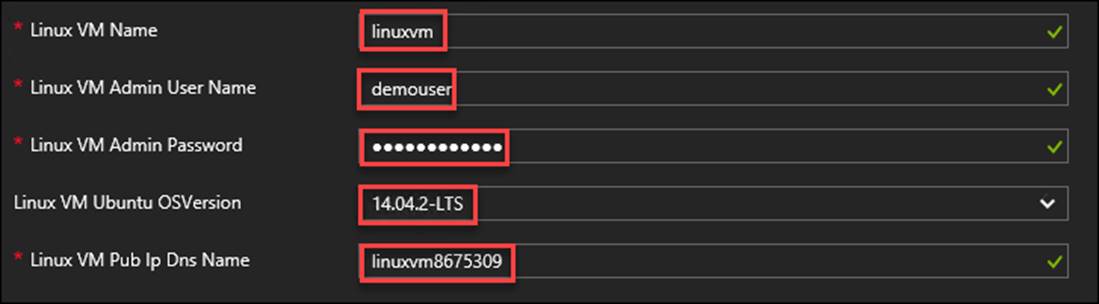 * Linux VM Name linuxvm
* Linux VM Admin User Name demouser
* Linux VM Admin Password ••••••••••••
Linux VM Ubuntu OSVersion 14.04.2-LTS
* Linux VM Pub Ip Dns Name linuxvm8675309